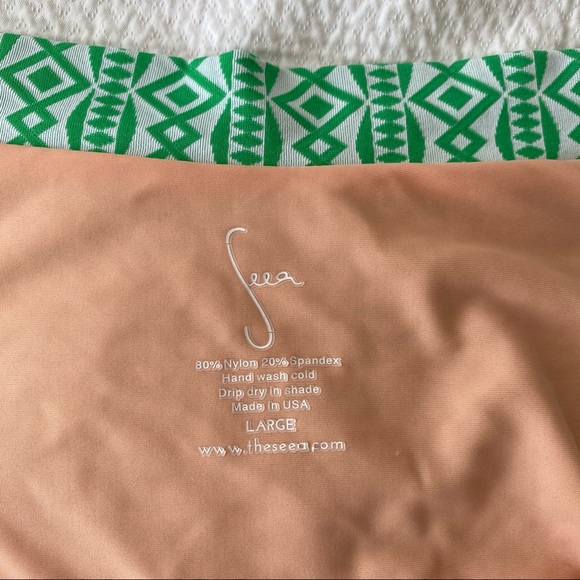 Seea
80% Nylon 20% Spandex
Hand wash cold
Drip dry in shade
Made in USA
LARGE
www.theseea.com